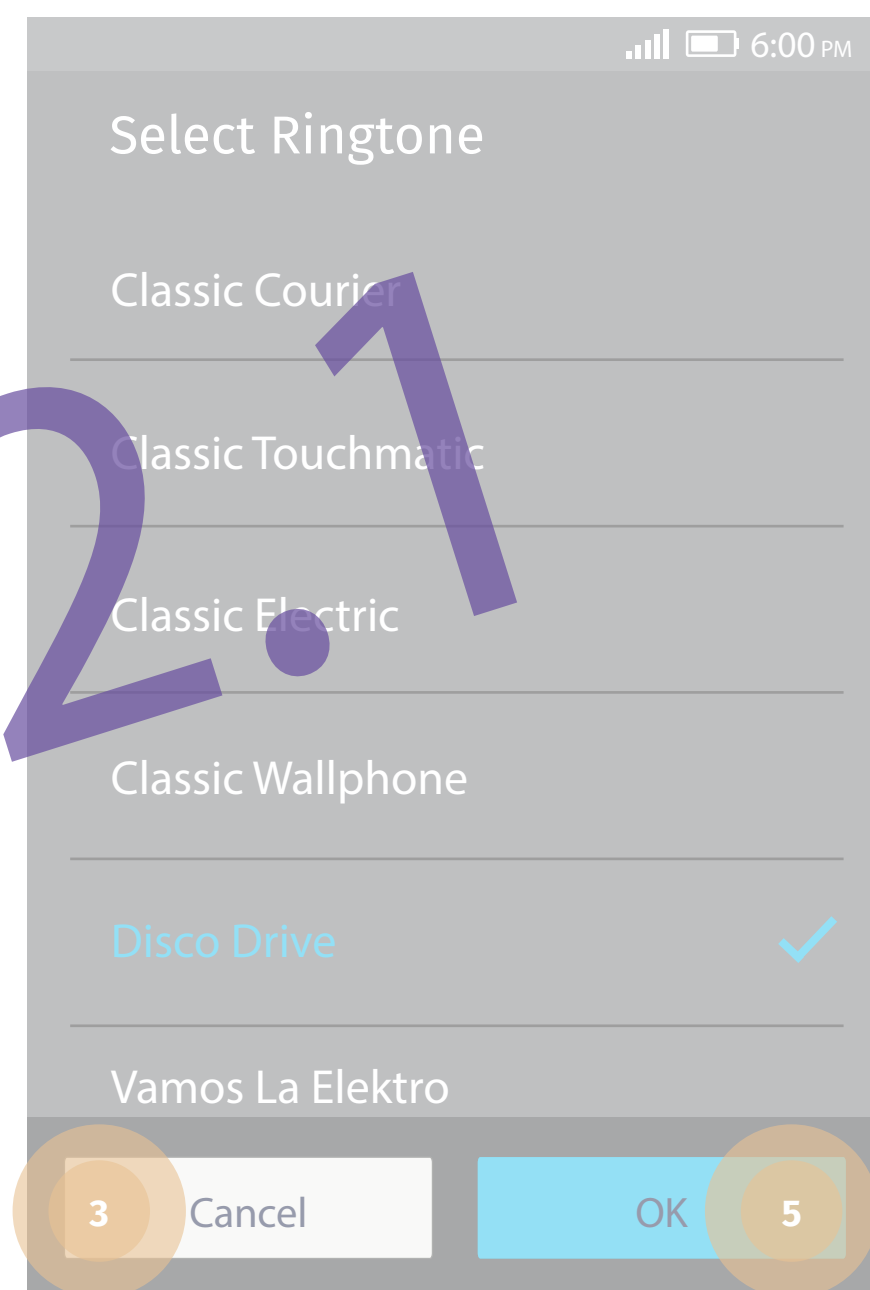 6:00 PM
Select Ringtone
Classic Courier
Classic Touchmatic
Classic Electric
Classic Wallphone
Disco Drive
Vamos La Elektro
3 Cancel OK 5
2.1